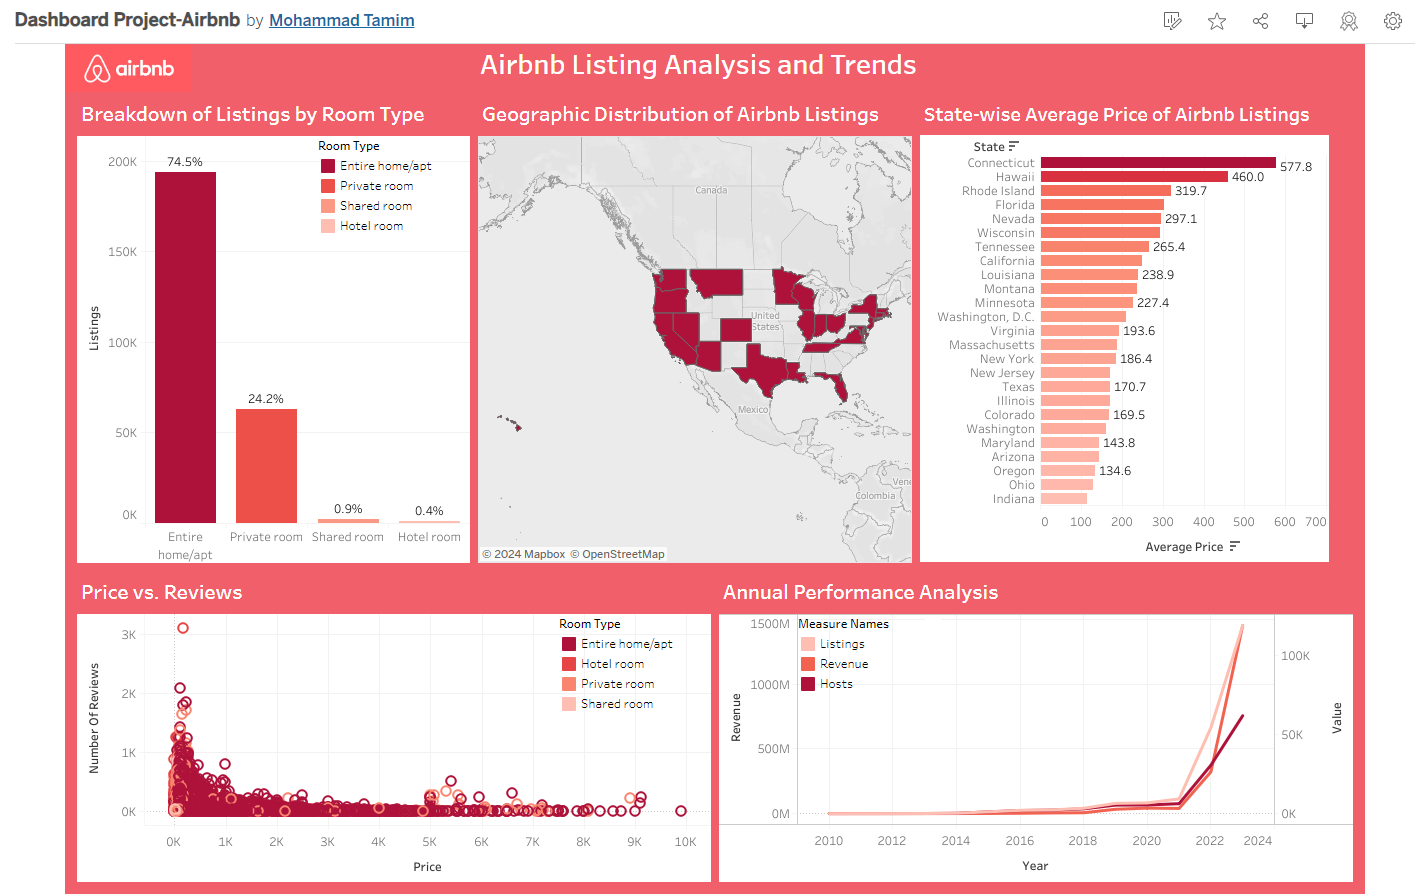 Dashboard Project-Airbnb by Mohammad Tamim
airbnb
Airbnb Listing Analysis and Trends
Breakdown of Listings by Room Type
Room Type
Entire home/apt
Private room
Shared room
Hotel room
Listings
200K
150K
100K
50K
0K
74.5%
24.2%
0.9%
0.4%
Entire
home/apt
Private room
Shared room
Hotel room
Geographic Distribution of Airbnb Listings
Canada
United
States
Mexico
Vene
Colombia
© 2024 Mapbox © OpenStreetMap
State-wise Average Price of Airbnb Listings
State
Connecticut 577.8
Hawaii 460.0
Rhode Island 319.7
Florida
Nevada 297.1
Wisconsin
Tennessee 265.4
California
Louisiana 238.9
Montana
Minnesota 227.4
Washington, D.C.
Virginia 193.6
Massachusetts
New York 186.4
New Jersey
Texas 170.7
Illinois
Colorado 169.5
Washington
Maryland 143.8
Arizona
Oregon 134.6
Ohio
Indiana
0 100 200 300 400 500 600 700
Average Price
Price vs. Reviews
Room Type
Entire home/apt
Hotel room
Private room
Shared room
Number Of Reviews
3K
2K
1K
0K
0K 1K 2K 3K 4K 5K 6K 7K 8K 9K 10K
Price
Annual Performance Analysis
Measure Names
Listings
Revenue
Hosts
Revenue
1500M
1000M
500M
0M
100K
50K
0K
Value
2010 2012 2014 2016 2018 2020 2022 2024
Year